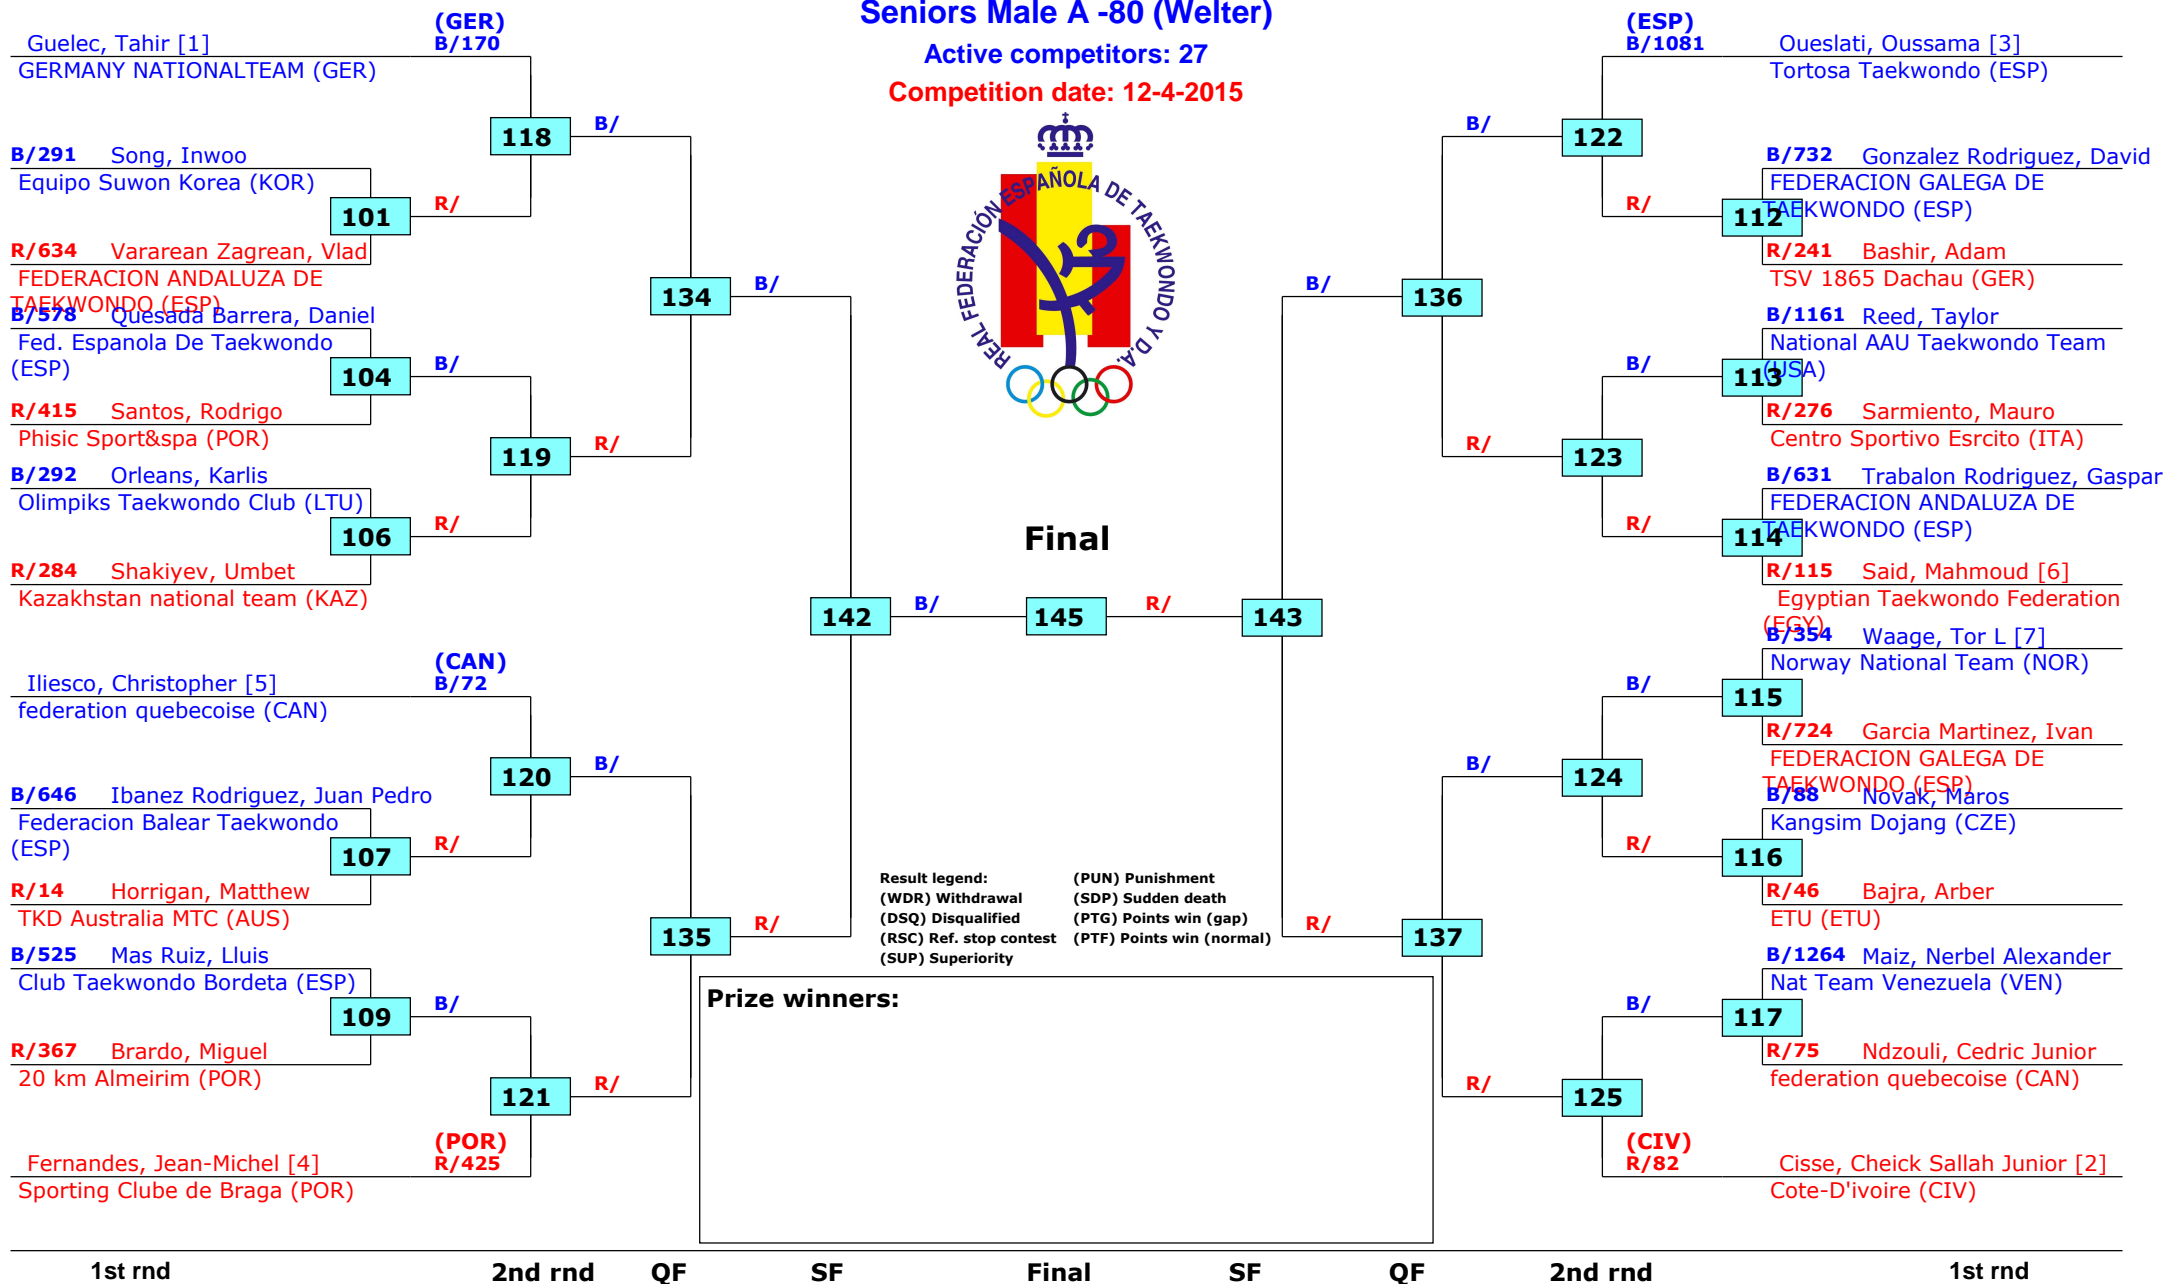 Seniors Male A -80 (Welter)
Active competitors: 27
Competition date: 12-4-2015
REAL FEDERACIÓN ESPAÑOLA DE TAEKWONDO Y D.A.
(GER)
Guelec, Tahir [1] B/170
GERMANY NATIONALTEAM (GER)
118 B/
B/291 Song, Inwoo
Equipo Suwon Korea (KOR)
101 R/
R/634 Vararean Zagrean, Vlad
FEDERACION ANDALUZA DE
TAEKWONDO (ESP)
134 B/
B/578 Quesada Barrera, Daniel
Fed. Espanola De Taekwondo
(ESP)
104 B/
R/415 Santos, Rodrigo
Phisic Sport&spa (POR)
119 R/
B/292 Orleans, Karlis
Olimpiks Taekwondo Club (LTU)
106 R/
R/284 Shakiyev, Umbet
Kazakhstan national team (KAZ)
142 B/
(CAN)
Iliesco, Christopher [5] B/72
federation quebecoise (CAN)
120 B/
B/646 Ibanez Rodriguez, Juan Pedro
Federacion Balear Taekwondo
(ESP)
107 R/
R/14 Horrigan, Matthew
TKD Australia MTC (AUS)
135 R/
B/525 Mas Ruiz, Lluis
Club Taekwondo Bordeta (ESP)
109 B/
R/367 Brardo, Miguel
20 km Almeirim (POR)
121 R/
(POR)
Fernandes, Jean-Michel [4] R/425
Sporting Clube de Braga (POR)
Final
145
(ESP)
B/1081 Oueslati, Oussama [3]
Tortosa Taekwondo (ESP)
B/ 122
B/732 Gonzalez Rodriguez, David
FEDERACION GALEGA DE
TAEKWONDO (ESP)
R/ 112
R/241 Bashir, Adam
TSV 1865 Dachau (GER)
B/ 136
B/1161 Reed, Taylor
National AAU Taekwondo Team
(USA)
B/ 113
R/276 Sarmiento, Mauro
Centro Sportivo Esrcito (ITA)
R/ 123
B/631 Trabalon Rodriguez, Gaspar
FEDERACION ANDALUZA DE
TAEKWONDO (ESP)
R/ 114
R/115 Said, Mahmoud [6]
Egyptian Taekwondo Federation
(EGY)
R/ 143
B/354 Waage, Tor L [7]
Norway National Team (NOR)
B/ 115
R/724 Garcia Martinez, Ivan
FEDERACION GALEGA DE
TAEKWONDO (ESP)
B/ 124
B/88 Novak, Maros
Kangsim Dojang (CZE)
R/ 116
R/46 Bajra, Arber
ETU (ETU)
R/ 137
B/1264 Maiz, Nerbel Alexander
Nat Team Venezuela (VEN)
B/ 117
R/75 Ndzouli, Cedric Junior
federation quebecoise (CAN)
R/ 125
(CIV)
R/82 Cisse, Cheick Sallah Junior [2]
Cote-D'ivoire (CIV)
Result legend: (PUN) Punishment
(WDR) Withdrawal (SDP) Sudden death
(DSQ) Disqualified (PTG) Points win (gap)
(RSC) Ref. stop contest (PTF) Points win (normal)
(SUP) Superiority
Prize winners:
1st rnd 2nd rnd QF SF Final SF QF 2nd rnd 1st rnd